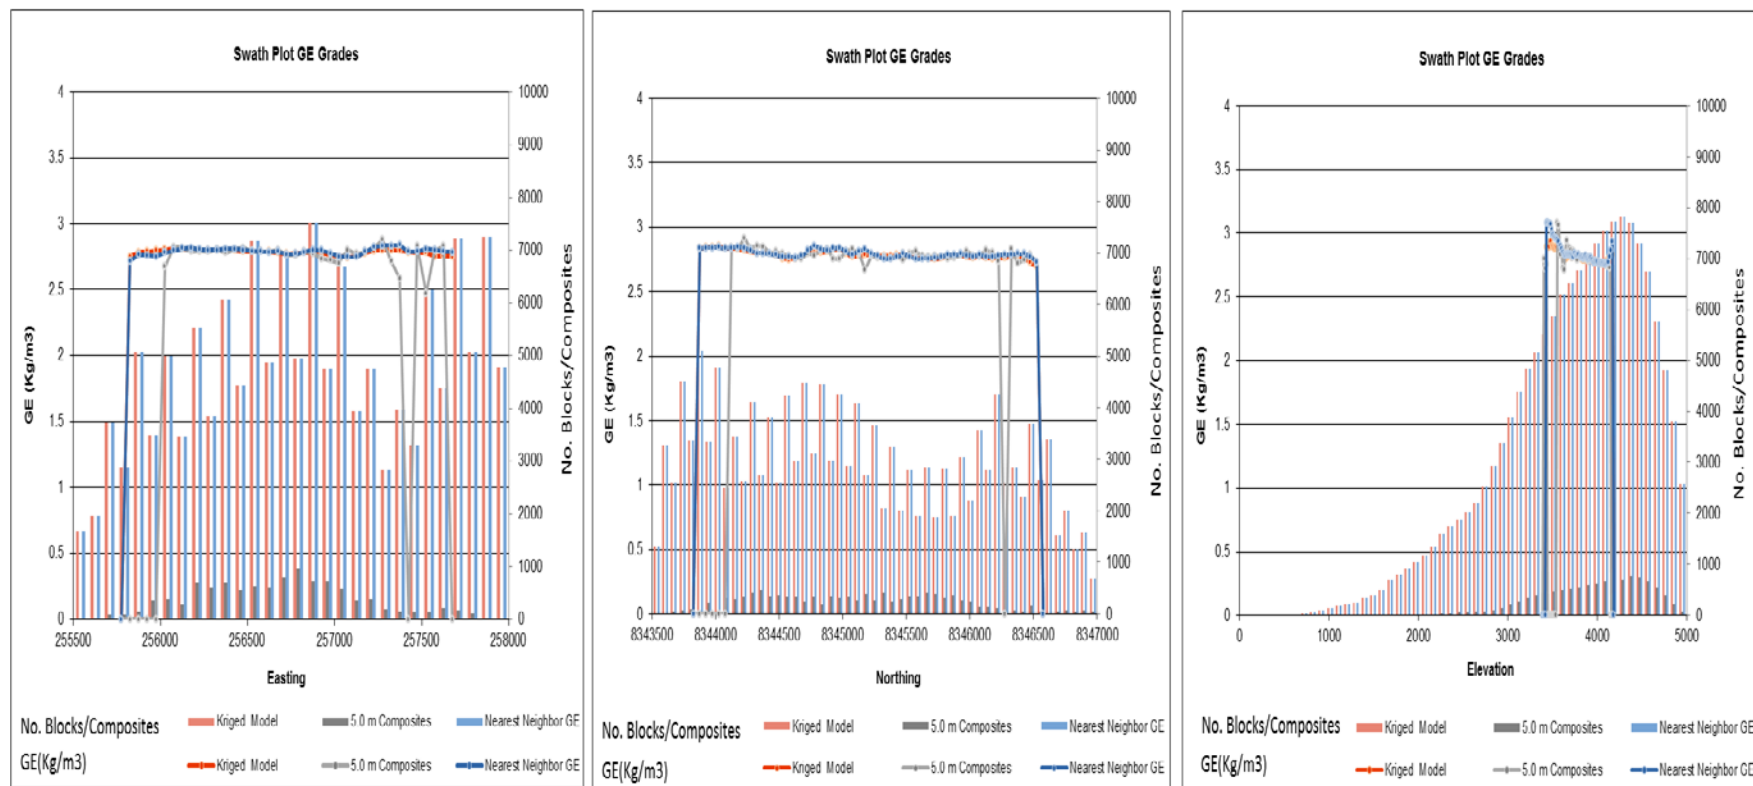 Swath Plot GE Grades
4
3.5
3
2.5
2
1.5
1
0.5
0
GE (Kg/m3)
10000
9000
8000
7000
6000
5000
4000
3000
2000
1000
0
No. Blocks/Composites
255500 256000 256500 257000 257500 258000
Easting
No. Blocks/Composites
Kriged Model 5.0 m Composites Nearest Neighbor GE
GE(Kg/m3)
Kriged Model 5.0 m Composites Nearest Neighbor GE
Swath Plot GE Grades
4
3.5
3
2.5
2
1.5
1
0.5
0
GE (Kg/m3)
10000
9000
8000
7000
6000
5000
4000
3000
2000
1000
0
No. Blocks/Composites
8343500 8344000 8344500 8345000 8345500 8346000 8346500 8347000
Northing
No. Blocks/Composites
Kriged Model 5.0 m Composites Nearest Neighbor GE
GE(Kg/m3)
Kriged Model 5.0 m Composites Nearest Neighbor GE
Swath Plot GE Grades
4
3.5
3
2.5
2
1.5
1
0.5
0
GE (Kg/m3)
10000
9000
8000
7000
6000
5000
4000
3000
2000
1000
0
No. Blocks/Composites
0 1000 2000 3000 4000 5000
Elevation
No. Blocks/Composites
Kriged Model 5.0 m Composites Nearest Neighbor GE
GE(Kg/m3)
Kriged Model 5.0 m Composites Nearest Neighbor GE